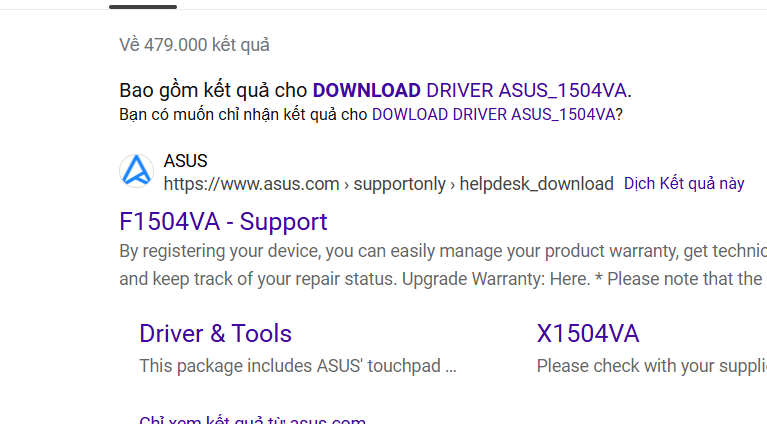 Về 479.000 kết quả
Bao gồm kết quả cho DOWNLOAD DRIVER ASUS_1504VA.
Bạn có muốn chỉ nhận kết quả cho DOWLOAD DRIVER ASUS_1504VA?
ASUS
https://www.asus.com › supportonly › helpdesk_download Dịch Kết quả này
F1504VA - Support
By registering your device, you can easily manage your product warranty, get technic
and keep track of your repair status. Upgrade Warranty: Here. * Please note that the
Driver & Tools
This package includes ASUS' touchpad ...
X1504VA
Please check with your suppli
Chỉ xem kết quả từ asus.com